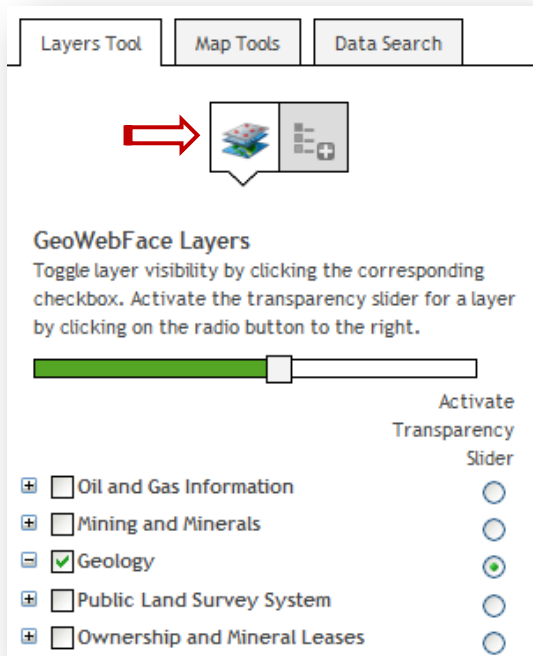 Layers Tool Map Tools Data Search
GeoWebFace Layers
Toggle layer visibility by clicking the corresponding
checkbox. Activate the transparency slider for a layer
by clicking on the radio button to the right.
Activate
Transparency
Slider
Oil and Gas Information
Mining and Minerals
Geology
Public Land Survey System
Ownership and Mineral Leases